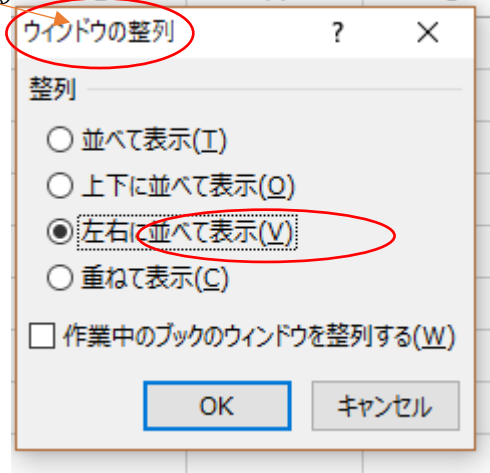 ウィンドウの整列 ? ×
整列
並べて表示(T)
上下に並べて表示(O)
左右に並べて表示(V)
重ねて表示(C)
作業中のブックのウィンドウを整列する(W)
OK キャンセル